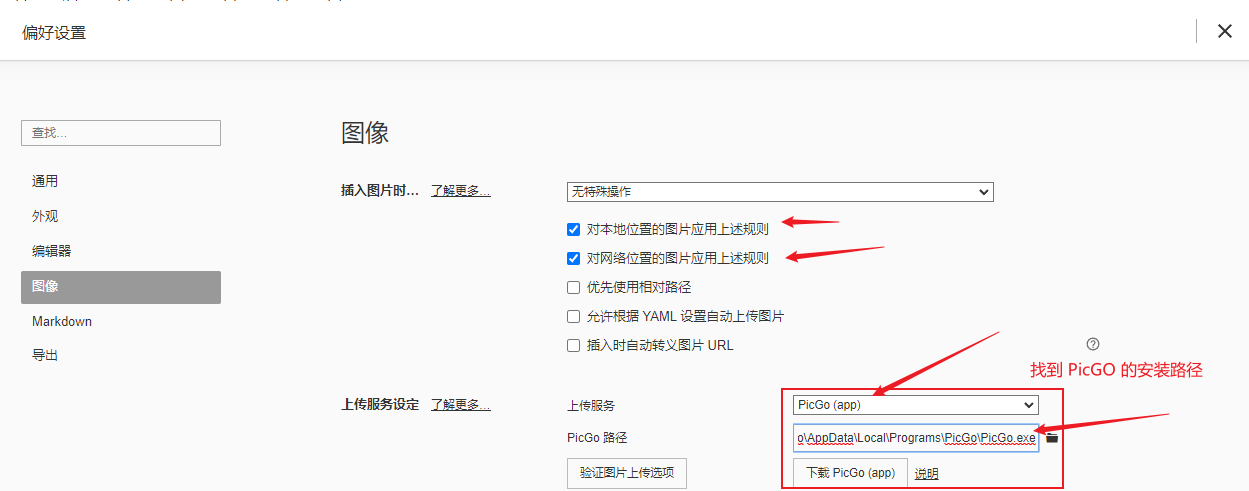 偏好设置
查找...
通用
外观
编辑器
图像
Markdown
导出
图像
插入图片时... 了解更多... 无特殊操作
对本地位置的图片应用上述规则
对网络位置的图片应用上述规则
优先使用相对路径
允许根据 YAML 设置自动上传图片
插入时自动转义图片 URL
找到 PicGO 的安装路径
上传服务设定 了解更多... 上传服务 PicGo (app)
PicGo 路径 o\AppData\Local\Programs\PicGo\PicGo.exe
验证图片上传选项 下载 PicGo (app) 说明